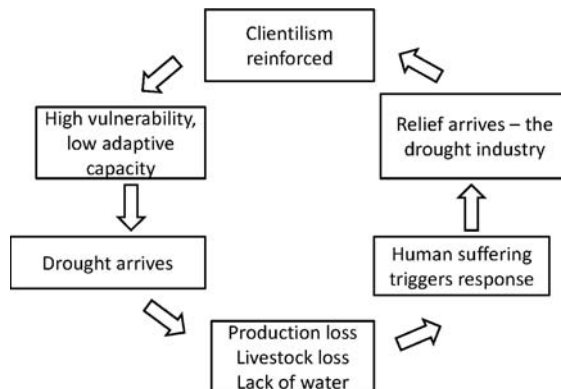 Clientilism
reinforced
High vulnerability,
low adaptive
capacity
Drought arrives
Production loss
Livestock loss
Lack of water
Human suffering
triggers response
Relief arrives – the
drought industry